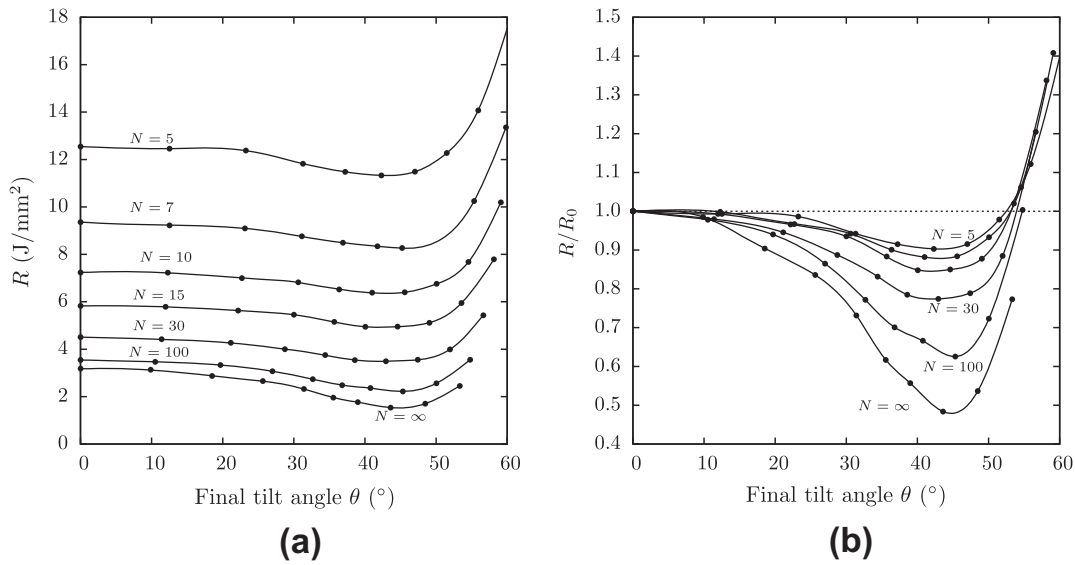 18
16
14
12
10
8
6
4
2
0
R (J/mm²)
N = 5
N = 7
N = 10
N = 15
N = 30
N = 100
N = ∞
0 10 20 30 40 50 60
Final tilt angle θ (°)
(a)
1.5
1.4
1.3
1.2
1.1
1.0
0.9
0.8
0.7
0.6
0.5
0.4
R/R₀
N = 5
N = 30
N = 100
N = ∞
0 10 20 30 40 50 60
Final tilt angle θ (°)
(b)